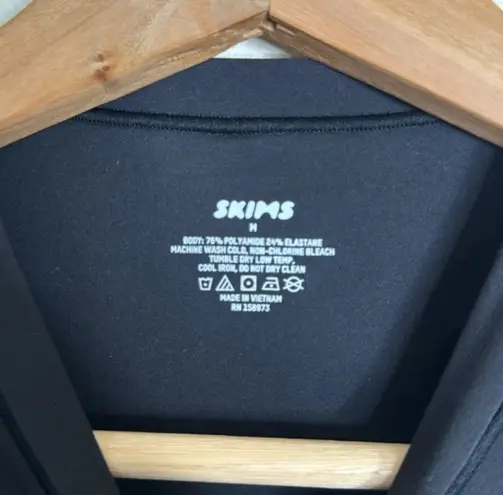 SKIMS
M
BODY: 76% POLYAMIDE 24% ELASTANE
MACHINE WASH COLD, NON-CHLORINE BLEACH
TUMBLE DRY LOW TEMP.
COOL IRON, DO NOT DRY CLEAN
MADE IN VIETNAM
RN 158973